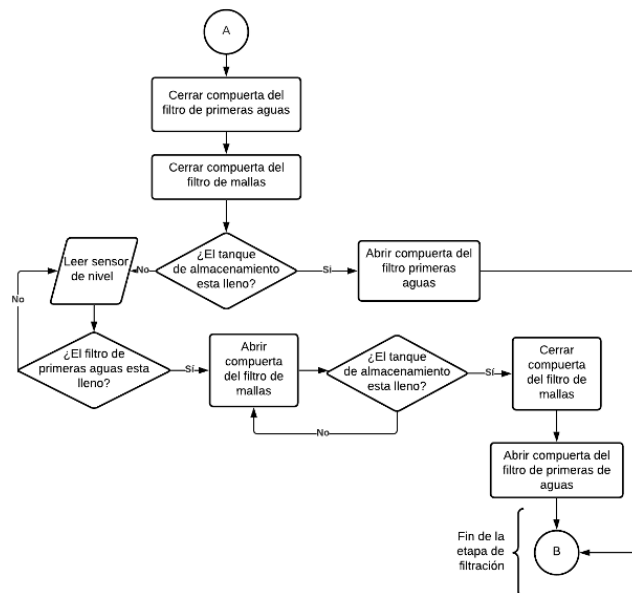 A
Cerrar compuerta del
filtro de primeras aguas
Cerrar compuerta del
filtro de mallas
Leer sensor
de nivel
No
¿El tanque
de almacenamiento
esta lleno?
Sí
Abrir compuerta del
filtro primeras
aguas
No
¿El filtro de
primeras aguas esta
lleno?
Sí
Abrir
compuerta
del filtro de
mallas
¿El tanque
de almacenamiento
esta lleno?
Sí
Cerrar
compuerta
del filtro de
mallas
No
Abrir compuerta del
filtro de primeras de
aguas
Fin de la
etapa de
filtración
B